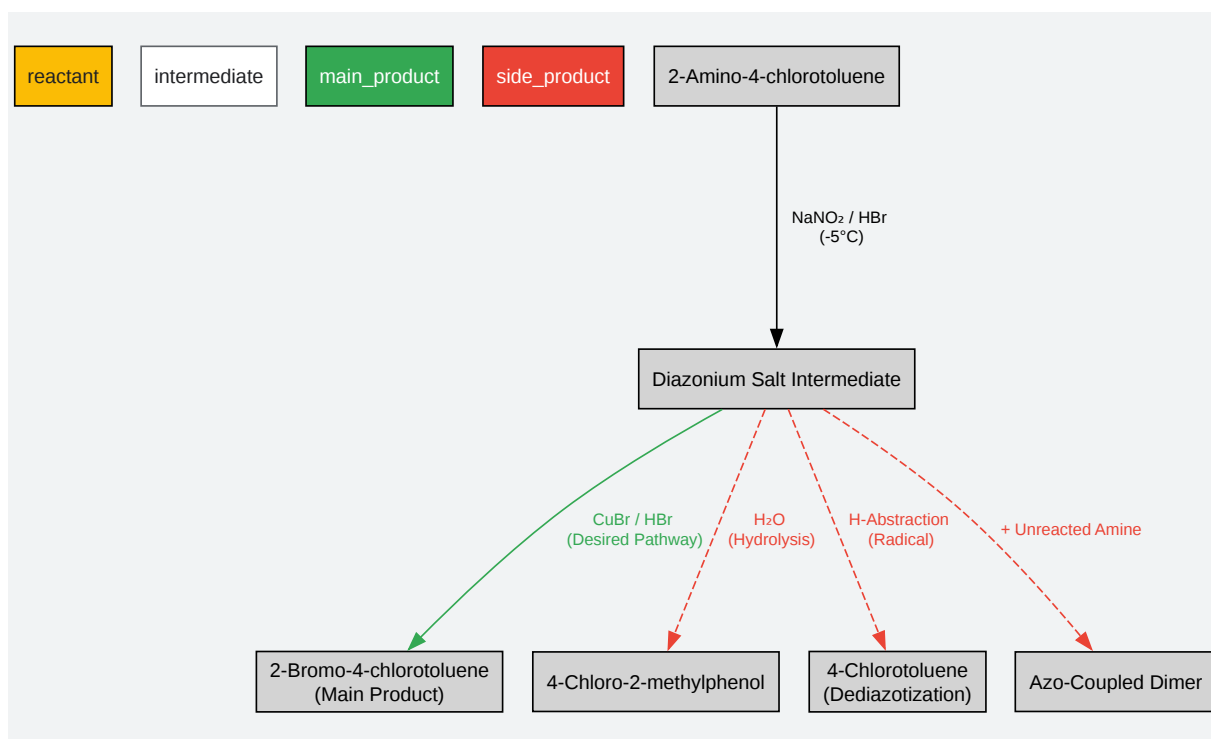 reactant
intermediate
main_product
side_product
2-Amino-4-chlorotoluene
NaNO₂ / HBr
(-5°C)
Diazonium Salt Intermediate
CuBr / HBr
(Desired Pathway)
H₂O
(Hydrolysis)
H-Abstraction
(Radical)
+ Unreacted Amine
2-Bromo-4-chlorotoluene
(Main Product)
4-Chloro-2-methylphenol
4-Chlorotoluene
(Dediazotization)
Azo-Coupled Dimer